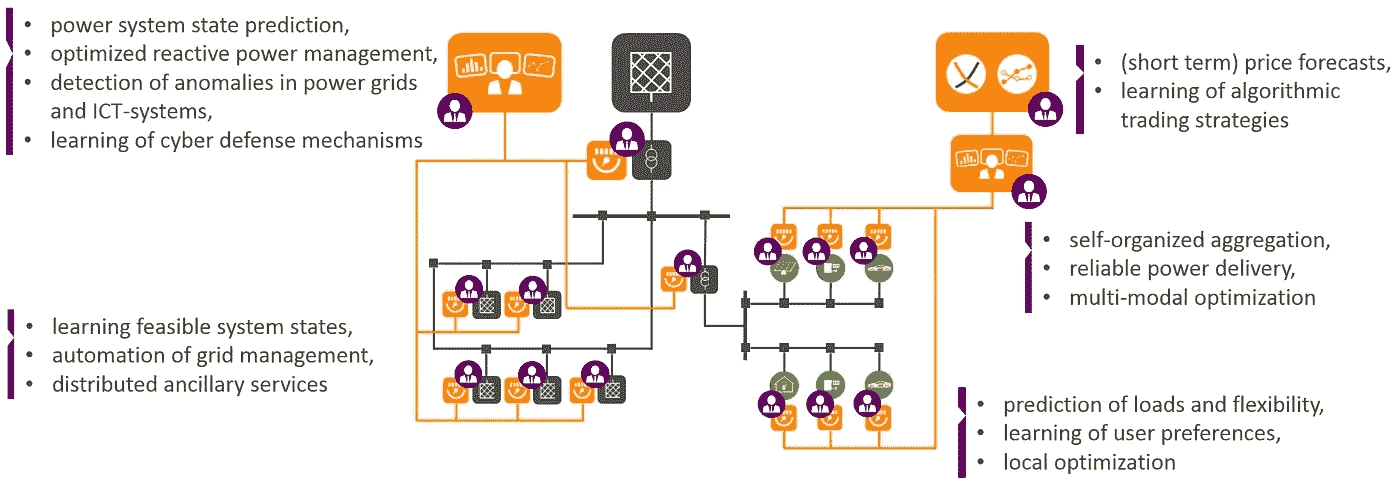 • power system state prediction,
• optimized reactive power management,
• detection of anomalies in power grids
and ICT-systems,
• learning of cyber defense mechanisms
• (short term) price forecasts,
• learning of algorithmic
trading strategies
• self-organized aggregation,
• reliable power delivery,
• multi-modal optimization
• learning feasible system states,
• automation of grid management,
• distributed ancillary services
• prediction of loads and flexibility,
• learning of user preferences,
• local optimization